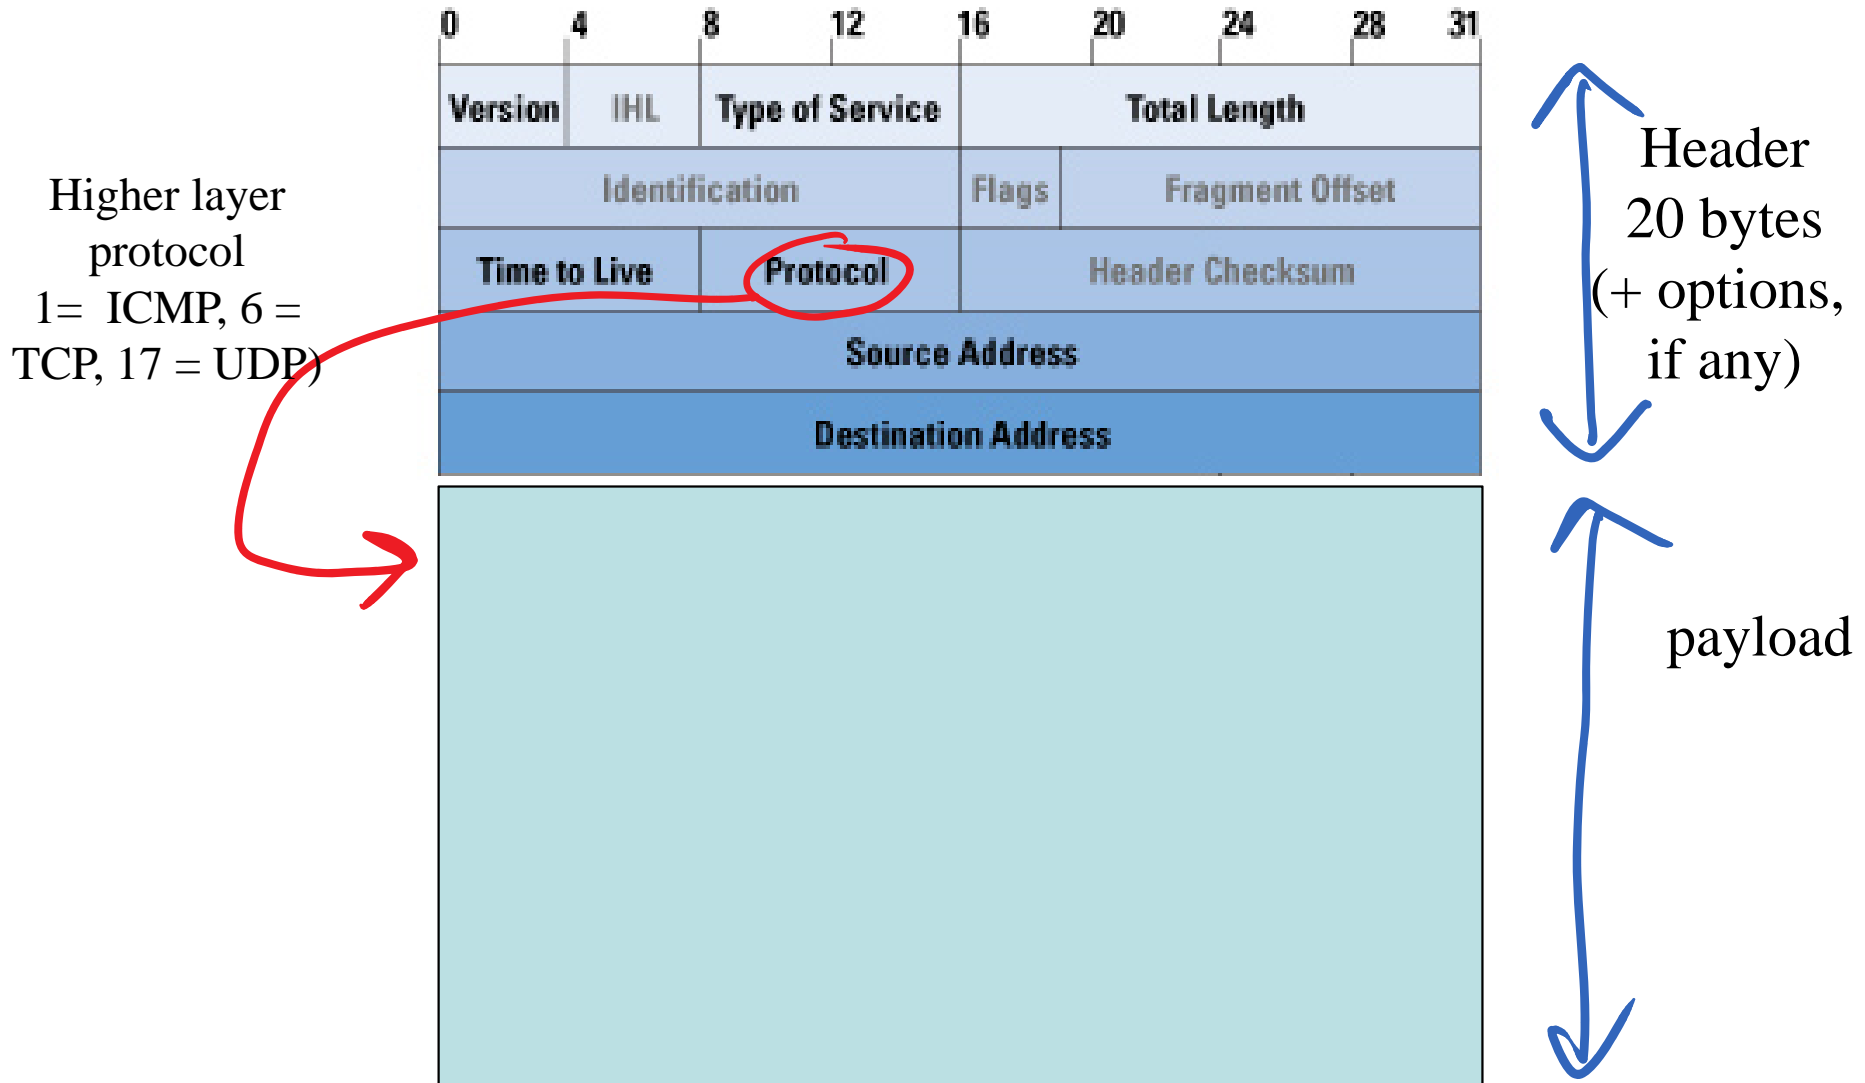 0 4 8 12 16 20 24 28 31
Version IHL Type of Service Total Length
Identification Flags Fragment Offset
Time to Live Protocol Header Checksum
Source Address
Destination Address
Higher layer
protocol
1= ICMP, 6 =
TCP, 17 = UDP)
Header
20 bytes
(+ options,
if any)
payload